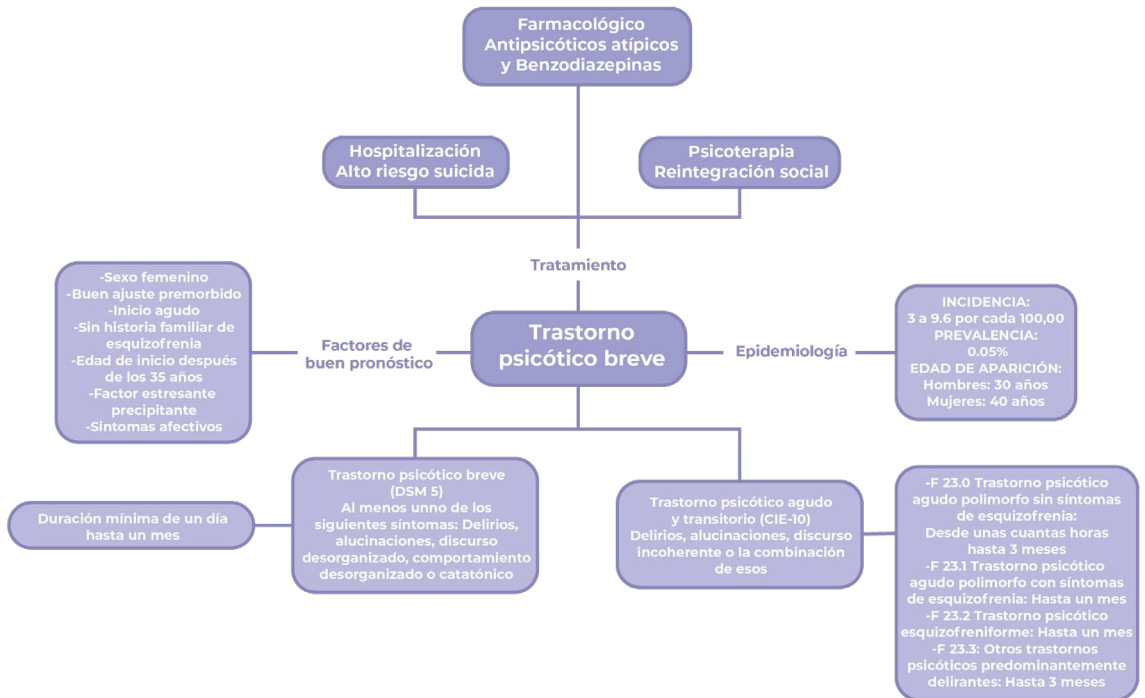 Farmacológico
Antipsicóticos atípicos
y Benzodiazepinas
Hospitalización
Alto riesgo suicida
Psicoterapia
Reintegración social
Tratamiento
-Sexo femenino
-Buen ajuste premorbido
-Inicio agudo
-Sin historia familiar de
esquizofrenia
-Edad de inicio después
de los 35 años
-Factor estresante
precipitante
-Sintomas afectivos
Factores de
buen pronóstico
Trastorno
psicótico breve
Epidemiología
INCIDENCIA:
3 a 9.6 por cada 100,00
PREVALENCIA:
0.05%
EDAD DE APARICIÓN:
Hombres: 30 años
Mujeres: 40 años
Duración mínima de un día
hasta un mes
Trastorno psicótico breve
(DSM 5)
Al menos unno de los
siguientes síntomas: Delirios,
alucinaciones, discurso
desorganizado, comportamiento
desorganizado o catatónico
Trastorno psicótico agudo
y transitorio (CIE-10)
Delirios, alucinaciones, discurso
incoherente o la combinación
de esos
-F 23.0 Trastorno psicótico
agudo polimorfo sin síntomas
de esquizofrenia:
Desde unas cuantas horas
hasta 3 meses
-F 23.1 Trastorno psicótico
agudo polimorfo con síntomas
de esquizofrenia: Hasta un mes
-F 23.2 Trastorno psicótico
esquizofreniforme: Hasta un mes
-F 23.3: Otros trastornos
psicóticos predominantemente
delirantes: Hasta 3 meses